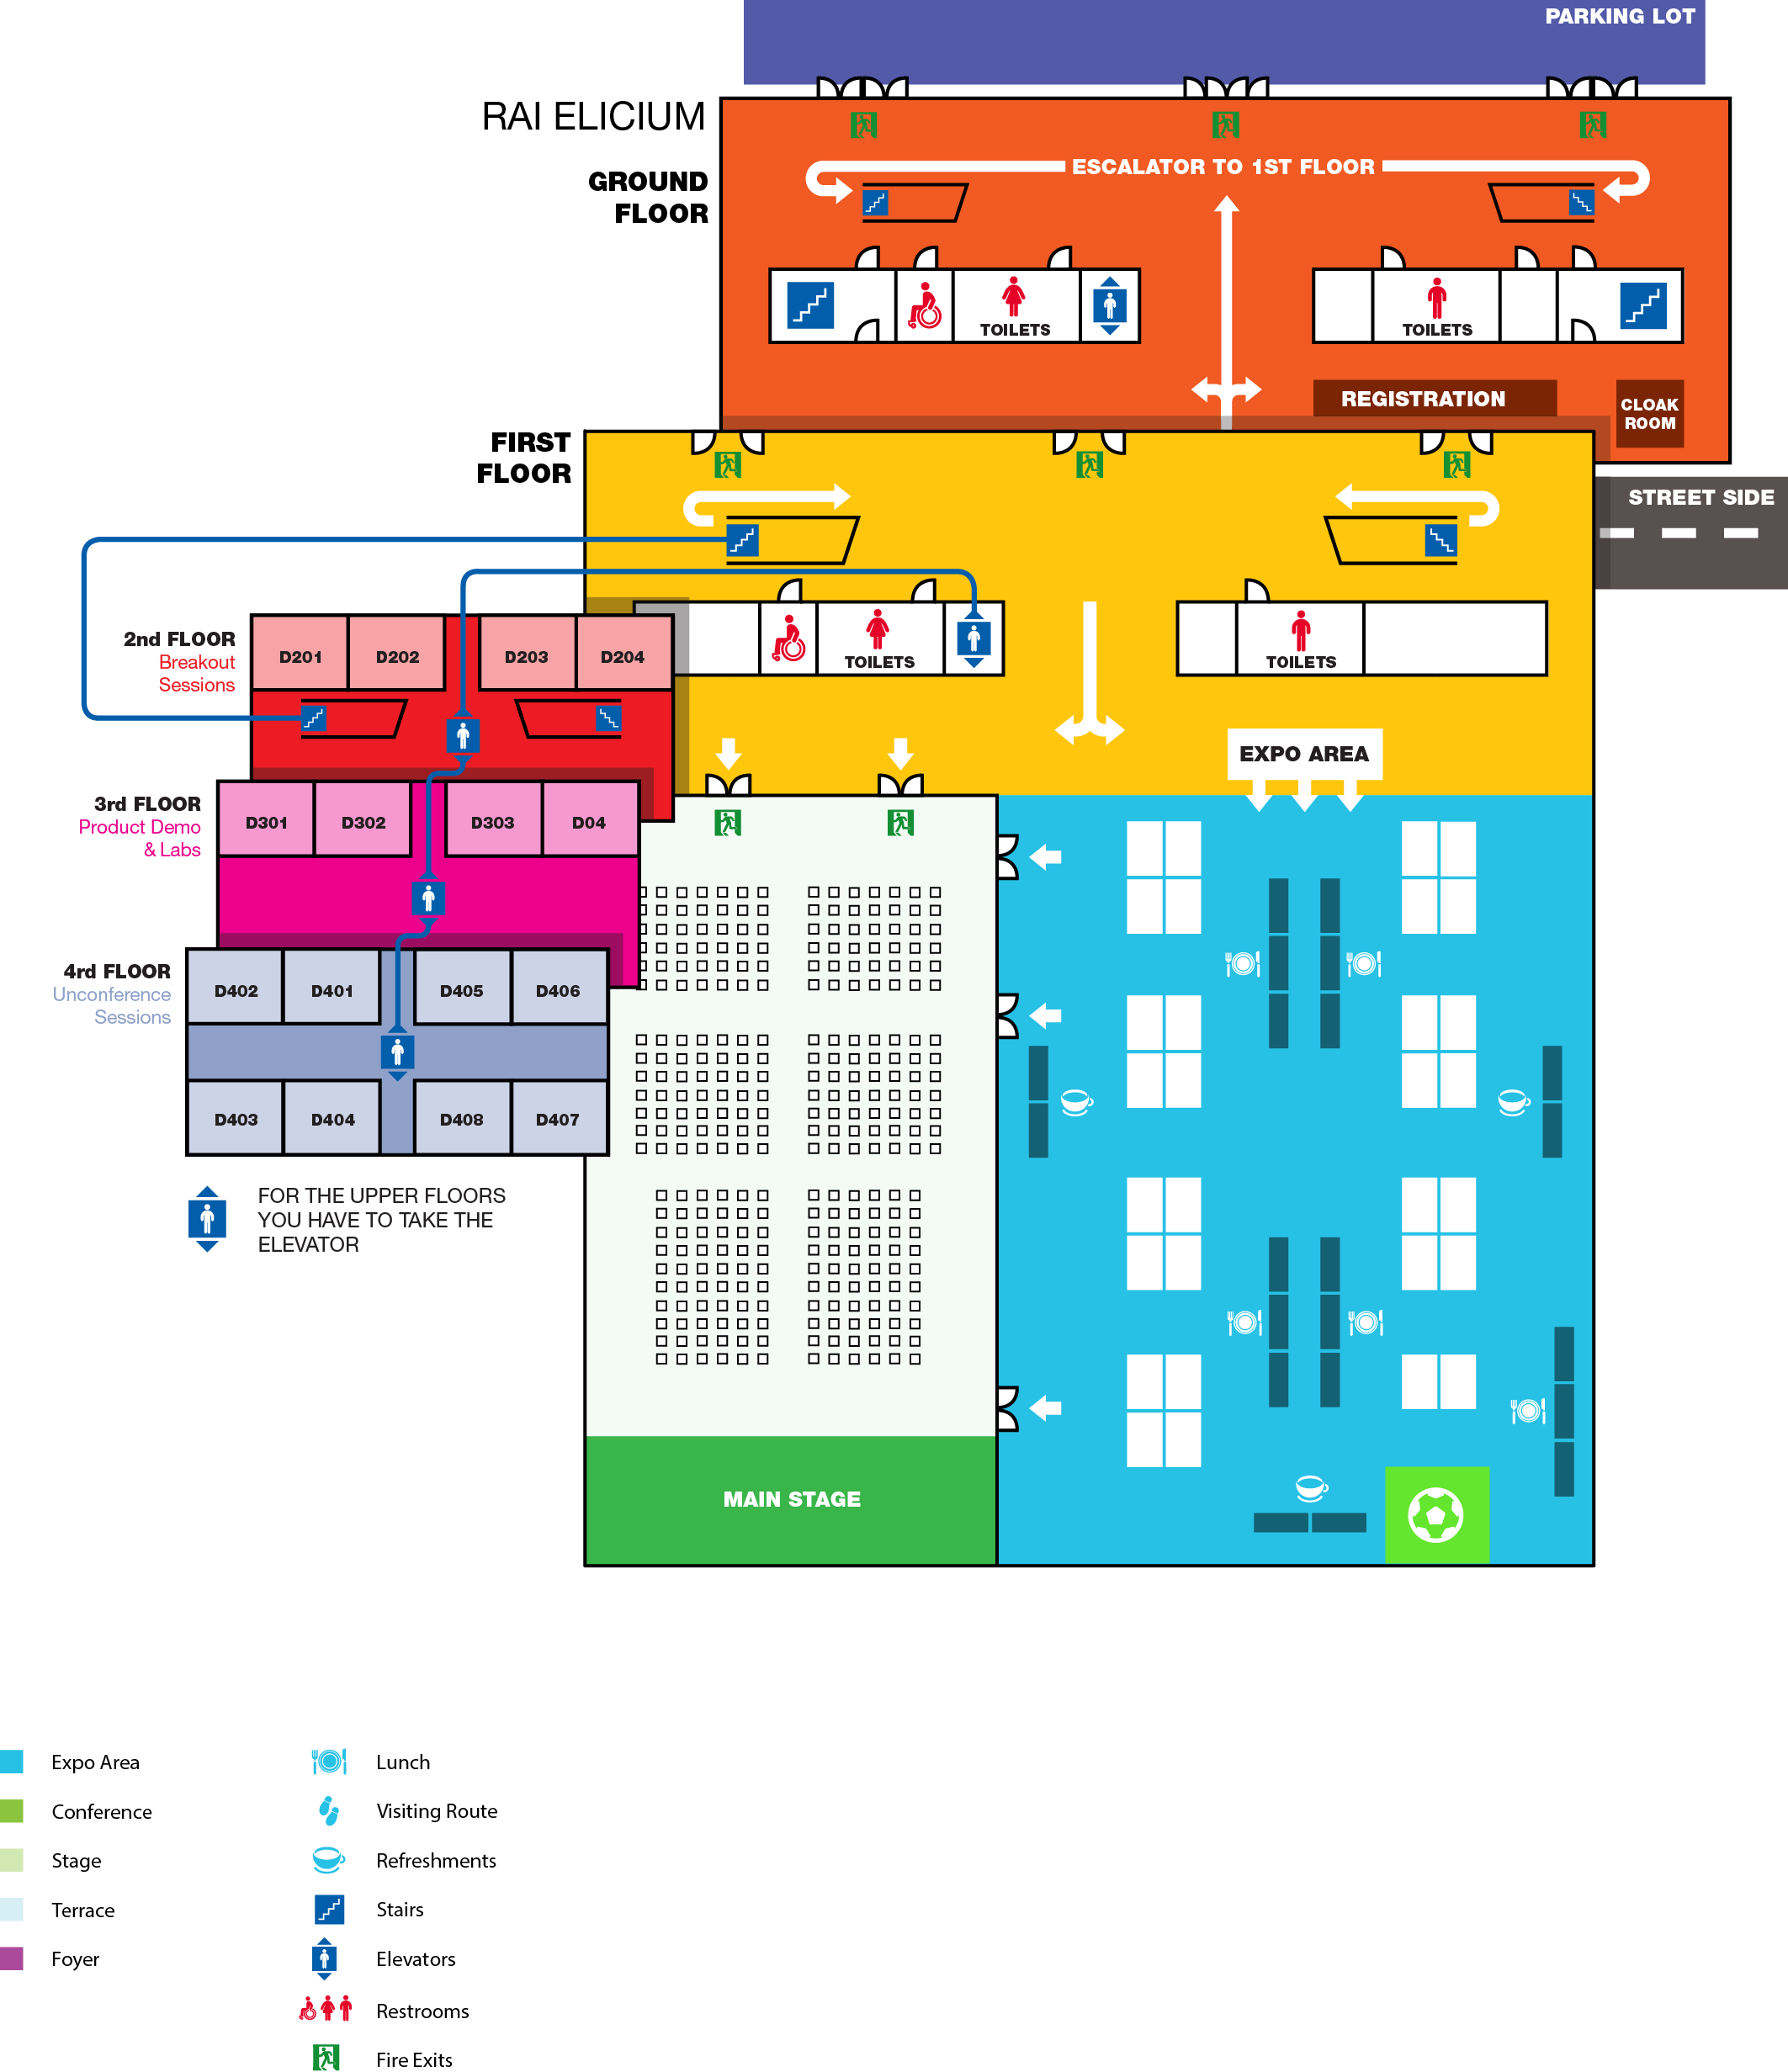 PARKING LOT
RAI ELICIUM
GROUND
FLOOR
ESCALATOR TO 1ST FLOOR
TOILETS
TOILETS
REGISTRATION
CLOAK
ROOM
FIRST
FLOOR
STREET SIDE
TOILETS
TOILETS
EXPO AREA
2nd FLOOR
Breakout
Sessions
D201
D202
D203
D204
3rd FLOOR
Product Demo
& Labs
D301
D302
D303
D04
4rd FLOOR
Unconference
Sessions
D402
D401
D405
D406
D403
D404
D408
D407
FOR THE UPPER FLOORS
YOU HAVE TO TAKE THE
ELEVATOR
MAIN STAGE
Expo Area
Conference
Stage
Terrace
Foyer
Lunch
Visiting Route
Refreshments
Stairs
Elevators
Restrooms
Fire Exits